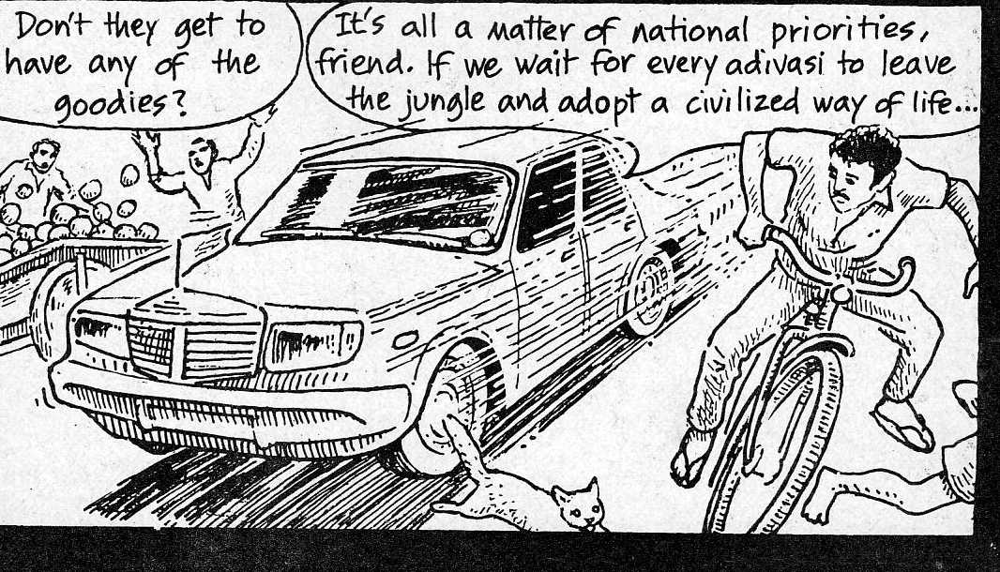 Don't they get to
have any of the
goodies?
It's all a matter of national priorities,
friend. If we wait for every adivasi to leave
the jungle and adopt a civilized way of life...